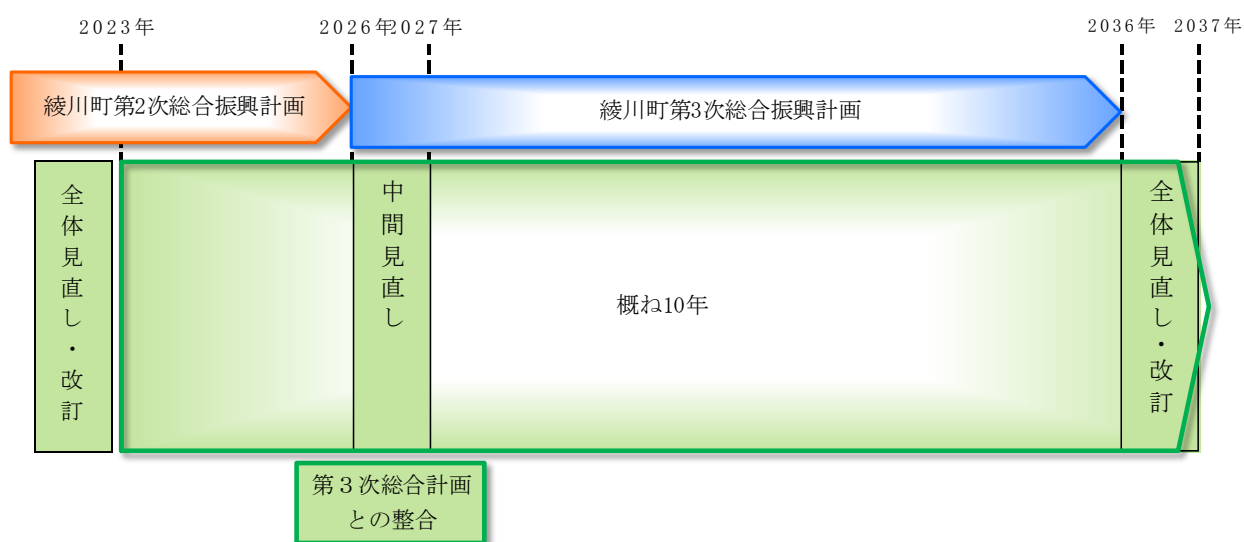 2023年
2026年2027年
2036年 2037年
綾川町第2次総合振興計画
綾川町第3次総合振興計画
全体見直し・改訂
中間見直し
概ね10年
全体見直し・改訂
第３次総合計画
との整合